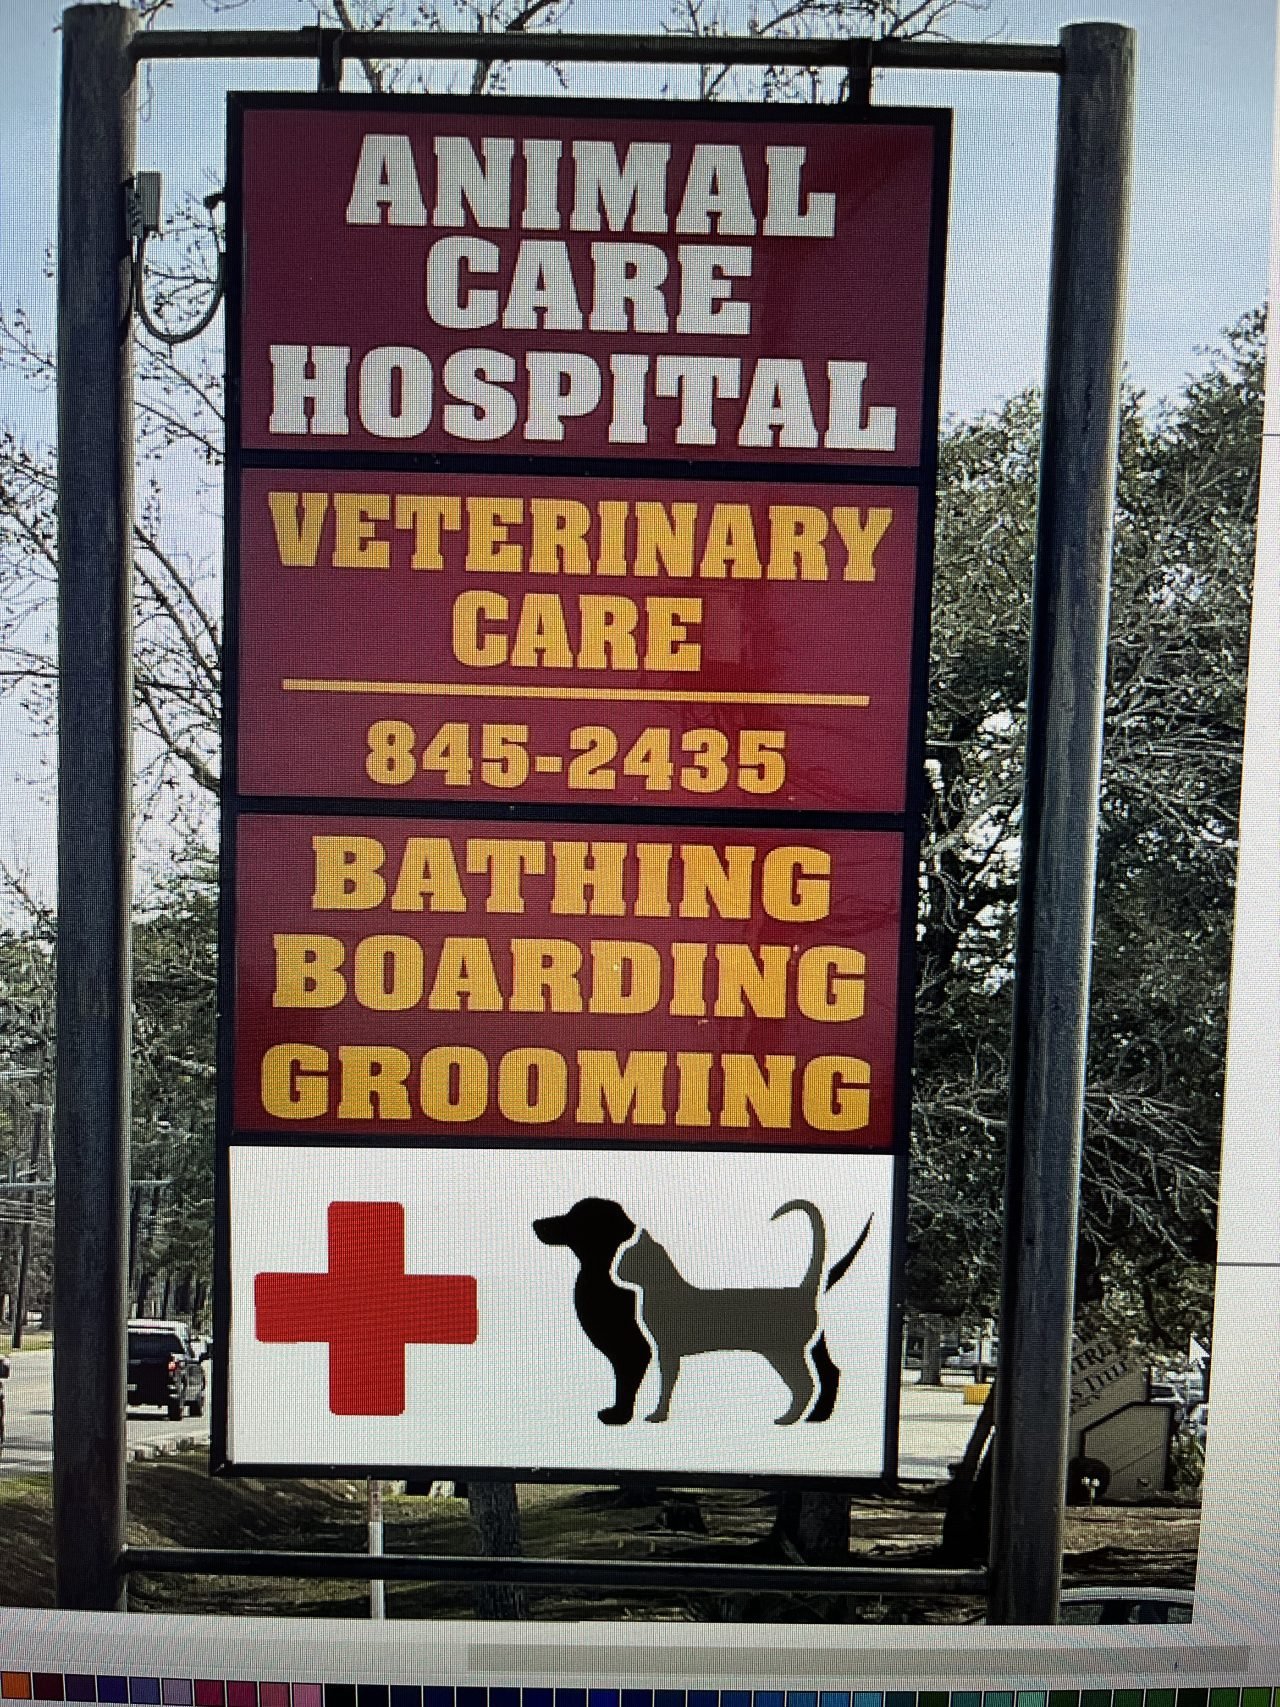 ANIMAL
CARE
HOSPITAL
VETERINARY
CARE
845-2435
BATHING
BOARDING
GROOMING